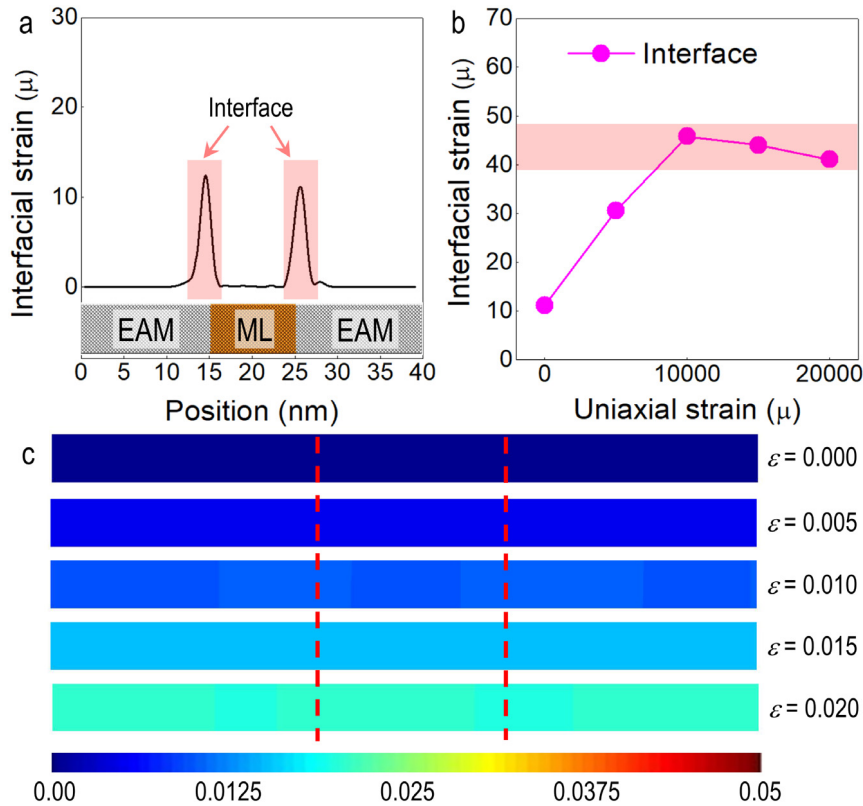 a
30
20
10
0
Interfacial strain (μ)
Interface
EAM
ML
EAM
0 5 10 15 20 25 30 35 40
Position (nm)
b
70
60
50
40
30
20
10
0
Interfacial strain (μ)
Interface
0 10000 20000
Uniaxial strain (μ)
c
ε = 0.000
ε = 0.005
ε = 0.010
ε = 0.015
ε = 0.020
0.00 0.0125 0.025 0.0375 0.05